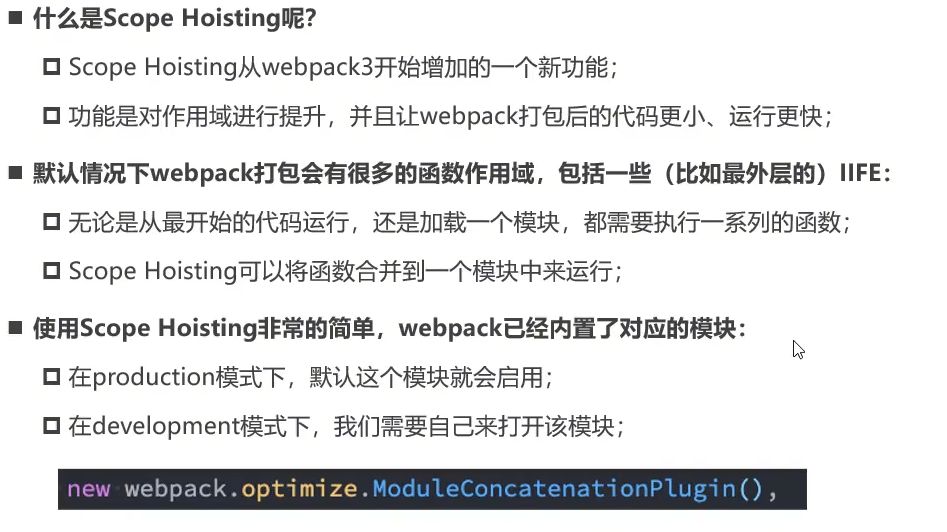 ■ 什么是Scope Hoisting呢?
□ Scope Hoisting从webpack3开始增加的一个新功能；
□ 功能是对作用域进行提升，并且让webpack打包后的代码更小、运行更快；
■ 默认情况下webpack打包会有很多的函数作用域，包括一些（比如最外层的）IIFE：
□ 无论是从最开始的代码运行，还是加载一个模块，都需要执行一系列的函数；
□ Scope Hoisting可以将函数合并到一个模块中来运行；
■ 使用Scope Hoisting非常的简单，webpack已经内置了对应的模块：
□ 在production模式下，默认这个模块就会启用；
□ 在development模式下，我们需要自己来打开该模块；
new webpack.optimize.ModuleConcatenationPlugin(),